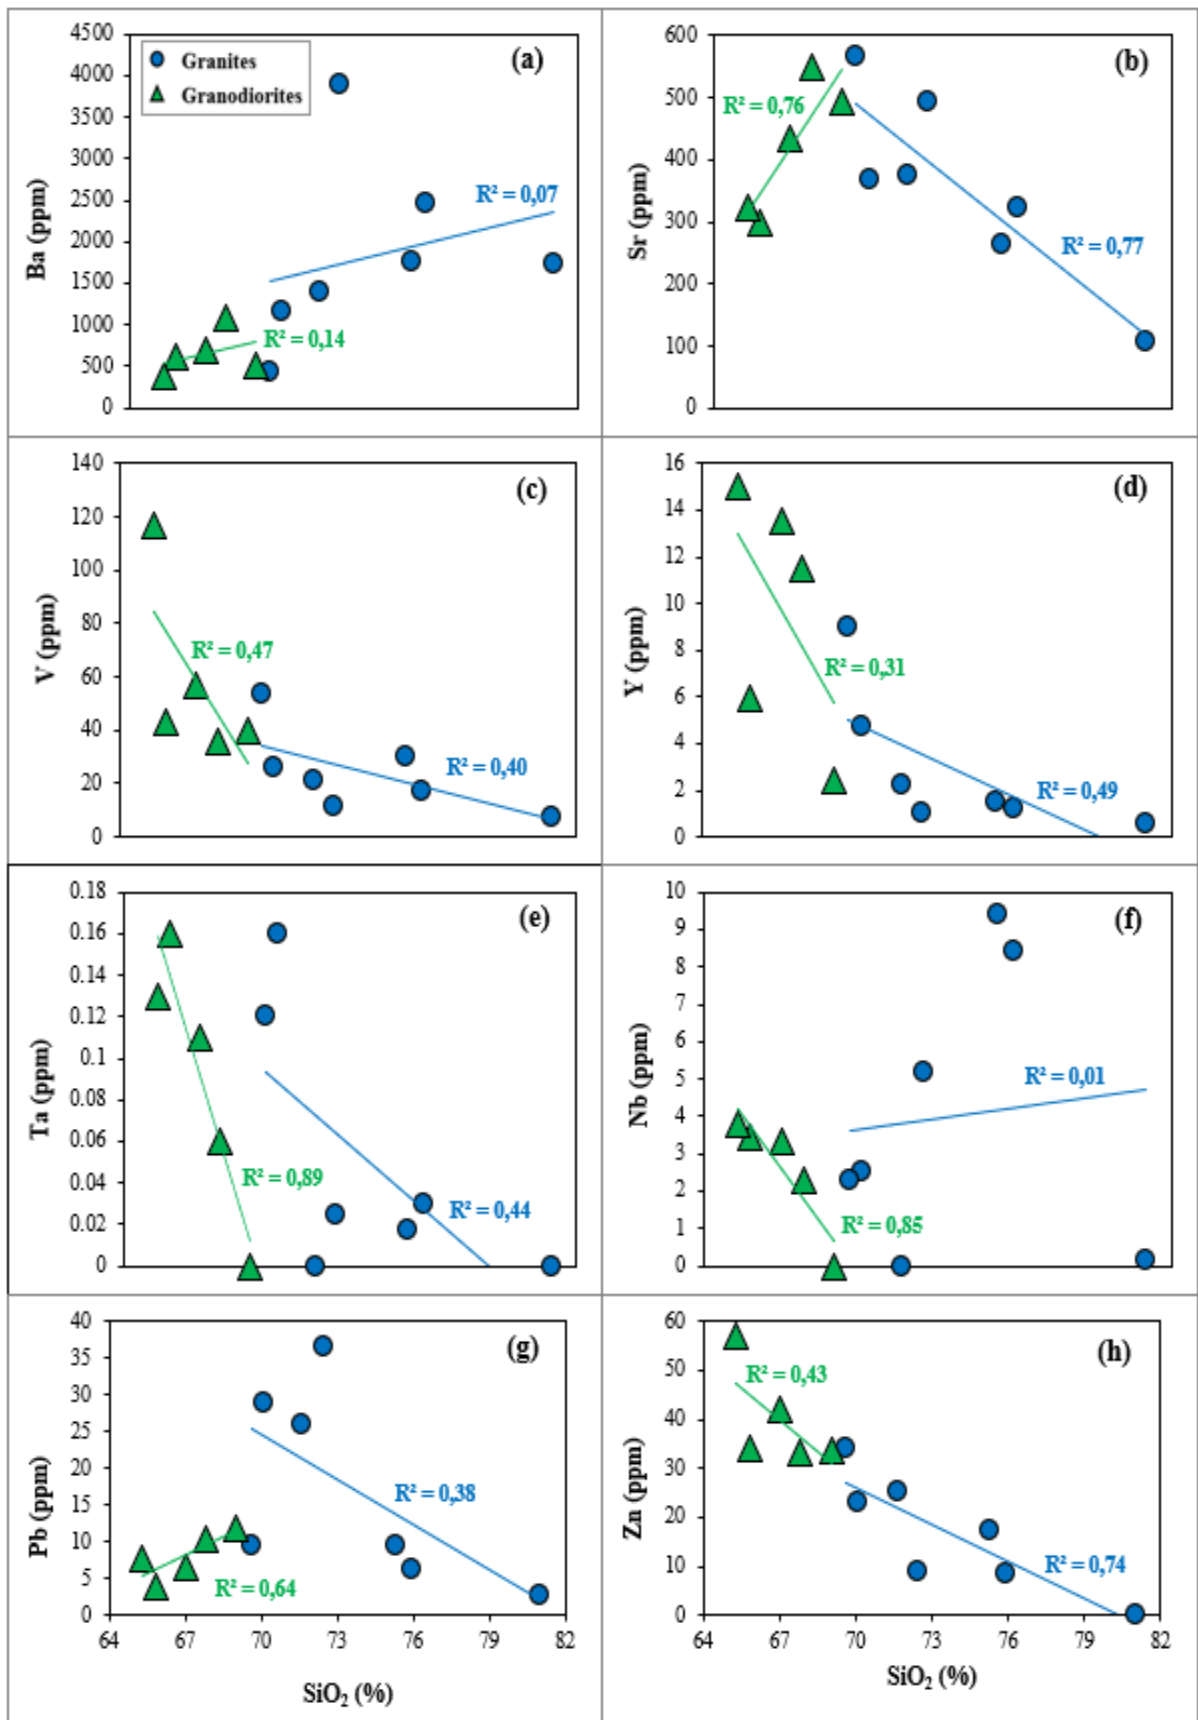 4500
4000
3500
3000
2500
2000
1500
1000
500
0
Ba (ppm)
Granites
Granodiorites
(a)
R² = 0,07
R² = 0,14
600
500
400
300
200
100
0
Sr (ppm)
(b)
R² = 0,76
R² = 0,77
140
120
100
80
60
40
20
0
V (ppm)
(c)
R² = 0,47
R² = 0,40
16
14
12
10
8
6
4
2
0
Y (ppm)
(d)
R² = 0,31
R² = 0,49
0.18
0.16
0.14
0.12
0.1
0.08
0.06
0.04
0.02
0
Ta (ppm)
(e)
R² = 0,89
R² = 0,44
10
9
8
7
6
5
4
3
2
1
0
Nb (ppm)
(f)
R² = 0,01
R² = 0,85
40
35
30
25
20
15
10
5
0
Pb (ppm)
(g)
R² = 0,38
R² = 0,64
64 67 70 73 76 79 82
SiO₂ (%)
60
50
40
30
20
10
0
Zn (ppm)
(h)
R² = 0,43
R² = 0,74
64 67 70 73 76 79 82
SiO₂ (%)